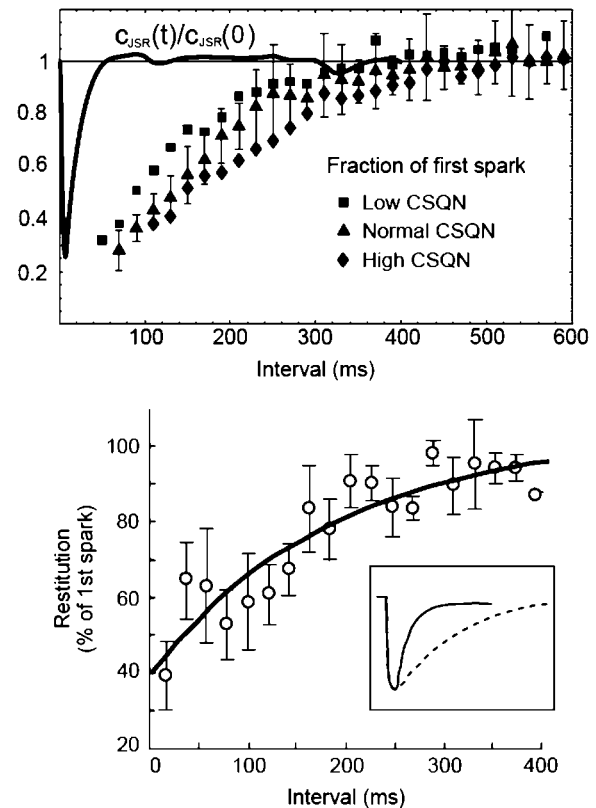 c_JSR(t)/c_JSR(0)
1
0.8
0.6
0.4
0.2
Fraction of first spark
Low CSQN
Normal CSQN
High CSQN
100 200 300 400 500 600
Interval (ms)
100
80
60
40
20
Restitution
(% of 1st spark)
0 100 200 300 400
Interval (ms)